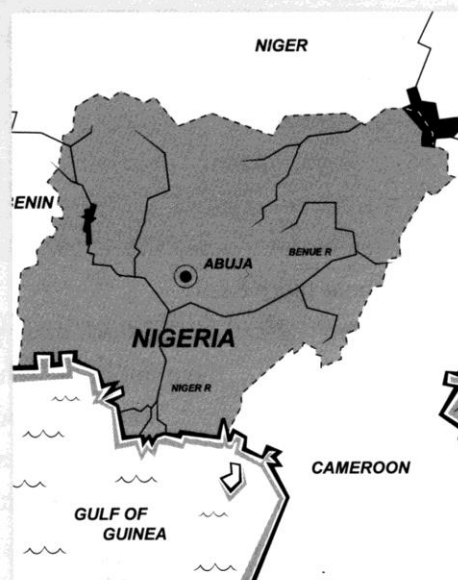 NIGER
ENIN
ABUJA
BENUE R
NIGERIA
NIGER R
CAMEROON
GULF OF
GUINEA